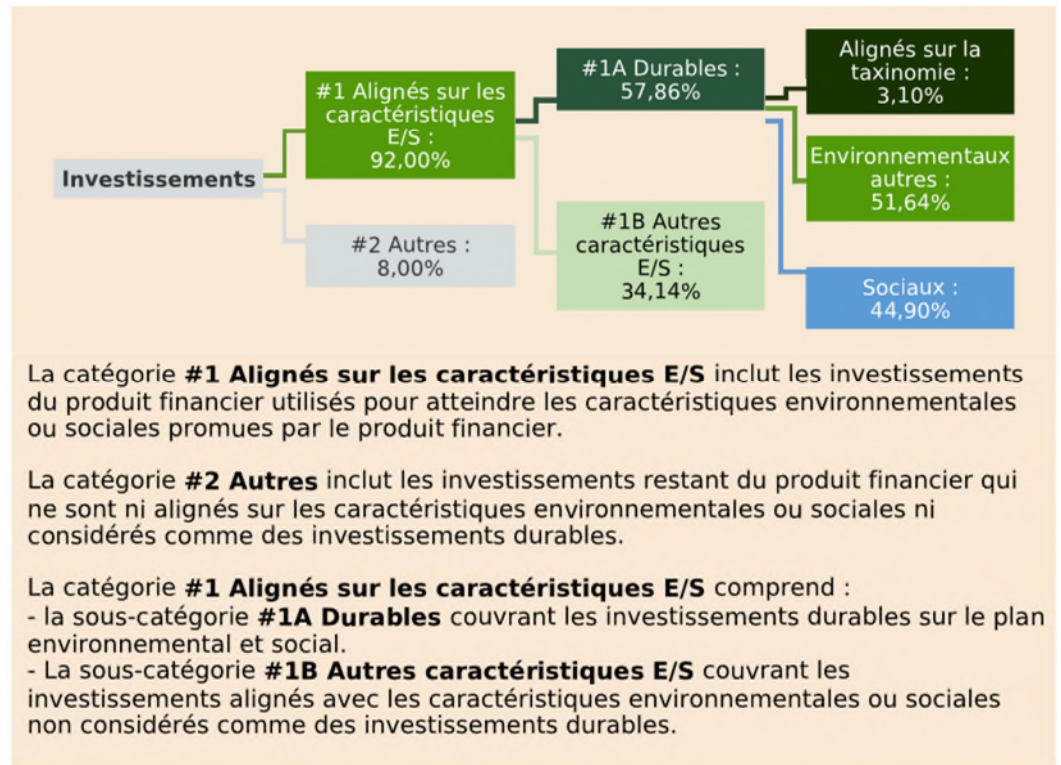 Investissements
#1 Alignés sur les
caractéristiques
E/S :
92,00%
#2 Autres :
8,00%
#1A Durables :
57,86%
#1B Autres
caractéristiques
E/S :
34,14%
Alignés sur la
taxinomie :
3,10%
Environnementaux
autres :
51,64%
Sociaux :
44,90%
La catégorie #1 Alignés sur les caractéristiques E/S inclut les investissements
du produit financier utilisés pour atteindre les caractéristiques environnementales
ou sociales promues par le produit financier.
La catégorie #2 Autres inclut les investissements restant du produit financier qui
ne sont ni alignés sur les caractéristiques environnementales ou sociales ni
considérés comme des investissements durables.
La catégorie #1 Alignés sur les caractéristiques E/S comprend :
- la sous-catégorie #1A Durables couvrant les investissements durables sur le plan
environnemental et social.
- La sous-catégorie #1B Autres caractéristiques E/S couvrant les
investissements alignés avec les caractéristiques environnementales ou sociales
non considérés comme des investissements durables.